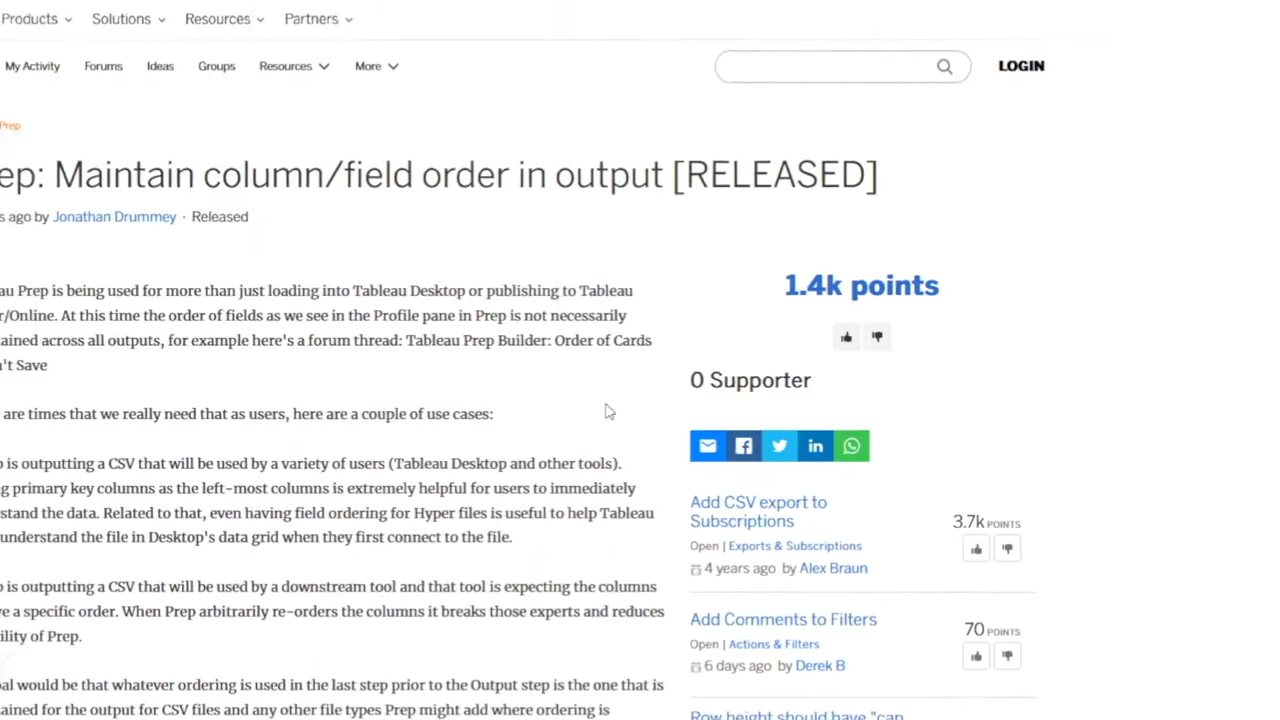 Products
Solutions
Resources
Partners
My Activity
Forums
Ideas
Groups
Resources
More
LOGIN
Prep
ep: Maintain column/field order in output [RELEASED]
s ago by Jonathan Drummey · Released
au Prep is being used for more than just loading into Tableau Desktop or publishing to Tableau
r/Online. At this time the order of fields as we see in the Profile pane in Prep is not necessarily
ained across all outputs, for example here's a forum thread: Tableau Prep Builder: Order of Cards
n't Save
are times that we really need that as users, here are a couple of use cases:
p is outputting a CSV that will be used by a variety of users (Tableau Desktop and other tools).
g primary key columns as the left-most columns is extremely helpful for users to immediately
stand the data. Related to that, even having field ordering for Hyper files is useful to help Tableau
understand the file in Desktop's data grid when they first connect to the file.
p is outputting a CSV that will be used by a downstream tool and that tool is expecting the columns
e a specific order. When Prep arbitrarily re-orders the columns it breaks those experts and reduces
ility of Prep.
al would be that whatever ordering is used in the last step prior to the Output step is the one that is
ained for the output for CSV files and any other file types Prep might add where ordering is
1.4k points
0 Supporter
in
Add CSV export to
Subscriptions
3.7k POINTS
Open | Exports & Subscriptions
4 years ago by Alex Braun
Add Comments to Filters
70 POINTS
Open | Actions & Filters
6 days ago by Derek B
Row height should have "can